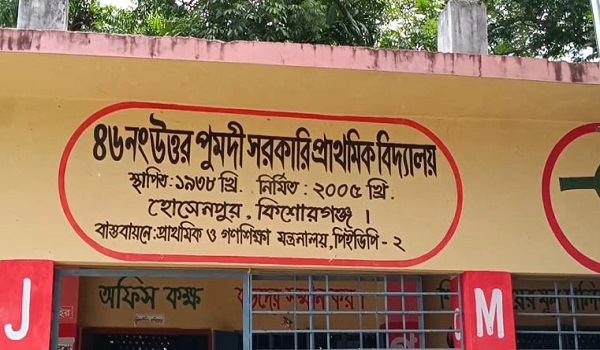 ৪৬নং উত্তর পুমদী সরকারি প্রাথমিক বিদ্যালয়
স্থাপিত: ১৯৩৮ খ্রি. নির্মিত : ২০০৫ খ্রি.
হোসেনপুর, কিশোরগঞ্জ ।
বাস্তবায়নে: প্রাথমিক ও গণশিক্ষা মন্ত্রনালয়, পিইডিপি - ২
অফিস কক্ষ
J M